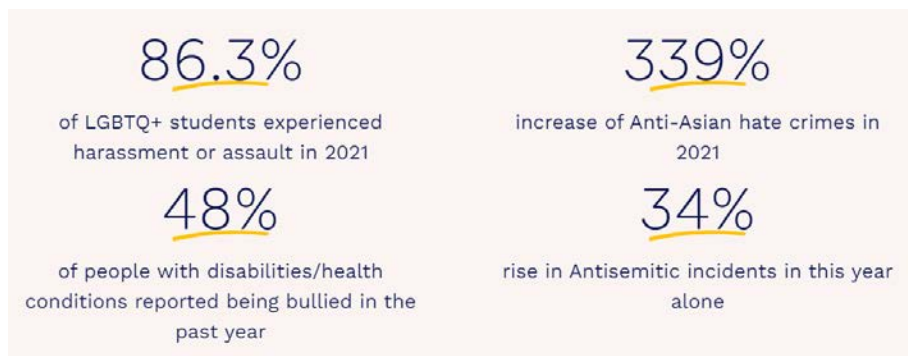 86.3%
of LGBTQ+ students experienced
harassment or assault in 2021
339%
increase of Anti-Asian hate crimes in
2021
48%
of people with disabilities/health
conditions reported being bullied in the
past year
34%
rise in Antisemitic incidents in this year
alone